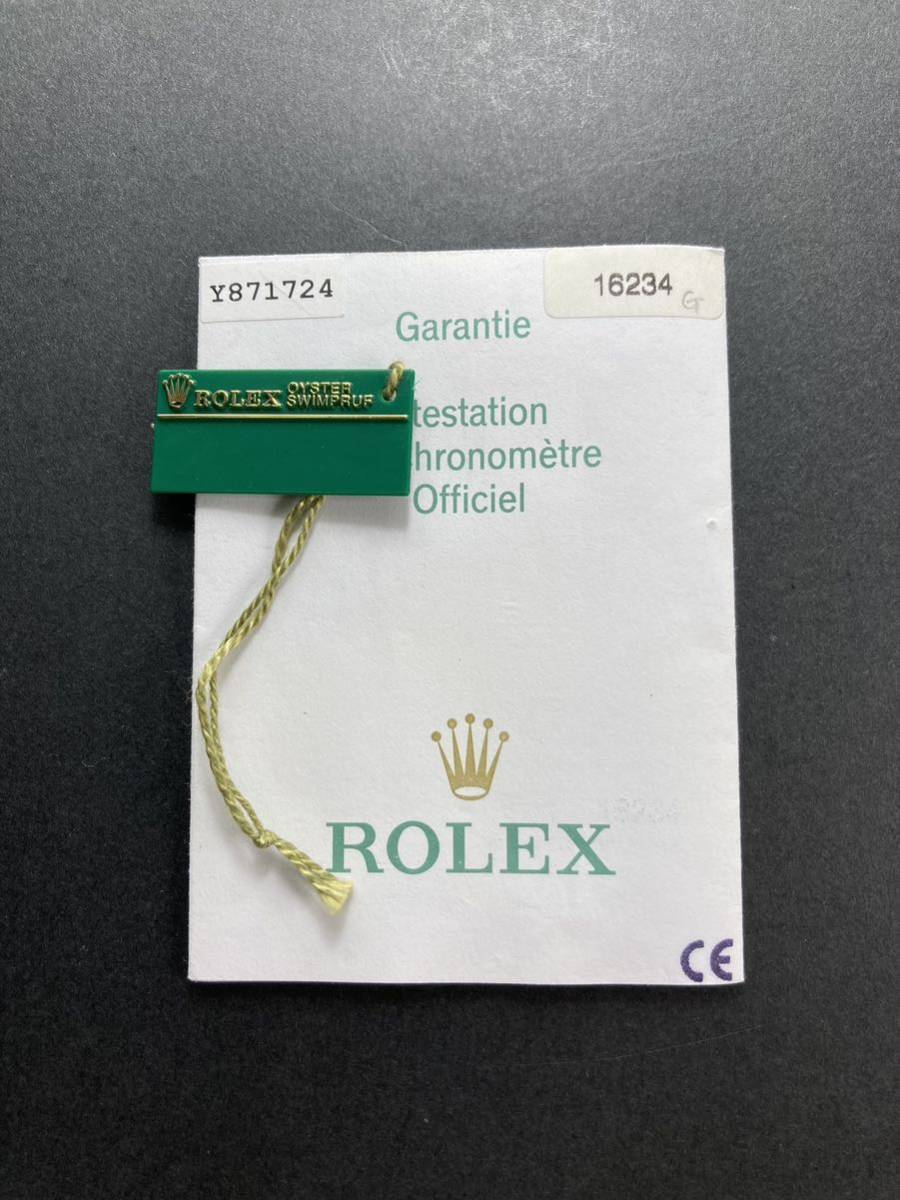 Y871724
16234 G
Garantie
ROLEX OYSTER
SWIMPRUF
testation
hronomètre
Officiel
ROLEX
CE